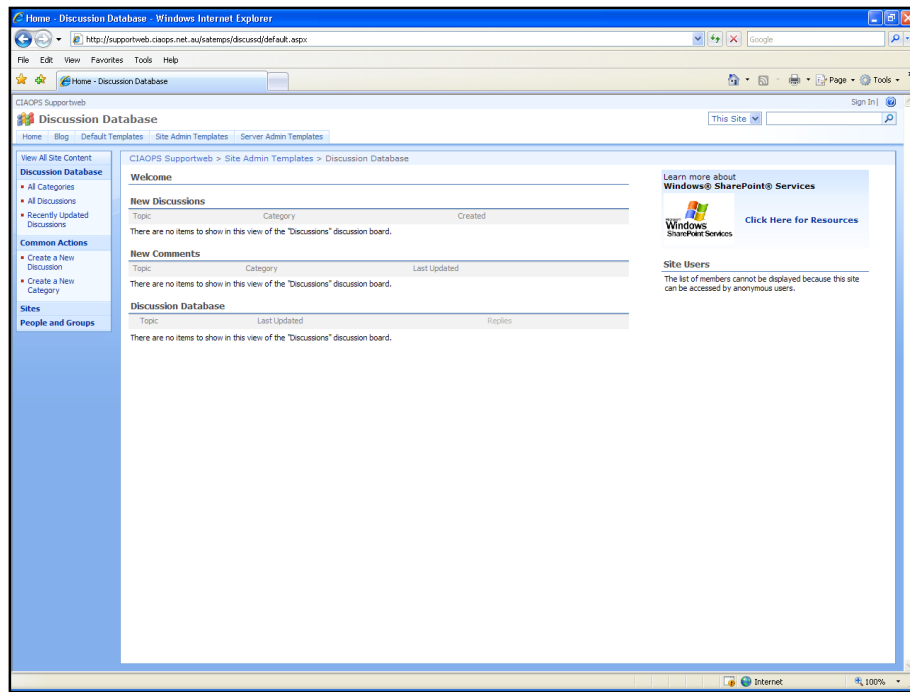 Home - Discussion Database - Windows Internet Explorer
http://supportweb.ciaops.net.au/satemps/discussd/default.aspx
Google
File Edit View Favorites Tools Help
Home - Discussion Database
Page Tools
CIAOPS Supportweb
Sign In |
Discussion Database
This Site
Home Blog Default Templates Site Admin Templates Server Admin Templates
View All Site Content
Discussion Database
All Categories
All Discussions
Recently Updated
Discussions
Common Actions
Create a New
Discussion
Create a New
Category
Sites
People and Groups
CIAOPS Supportweb > Site Admin Templates > Discussion Database
Welcome
New Discussions
Topic Category Created
There are no items to show in this view of the "Discussions" discussion board.
New Comments
Topic Category Last Updated
There are no items to show in this view of the "Discussions" discussion board.
Discussion Database
Topic Last Updated Replies
There are no items to show in this view of the "Discussions" discussion board.
Learn more about
Windows® SharePoint® Services
Windows
SharePoint Services
Click Here for Resources
Site Users
The list of members cannot be displayed because this site
can be accessed by anonymous users.
Internet
100%